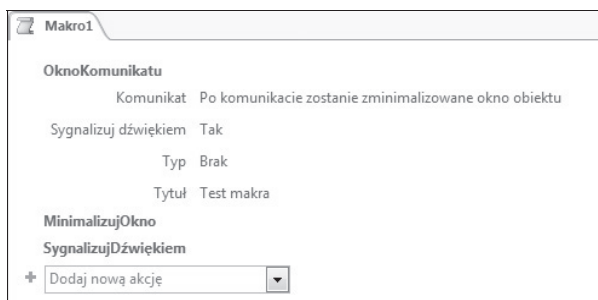 Makro1
OknoKomunikatu
Komunikat Po komunikacie zostanie zminimalizowane okno obiektu
Sygnalizuj dźwiękiem Tak
Typ Brak
Tytuł Test makra
MinimalizujOkno
SygnalizujDźwiękiem
Dodaj nową akcję